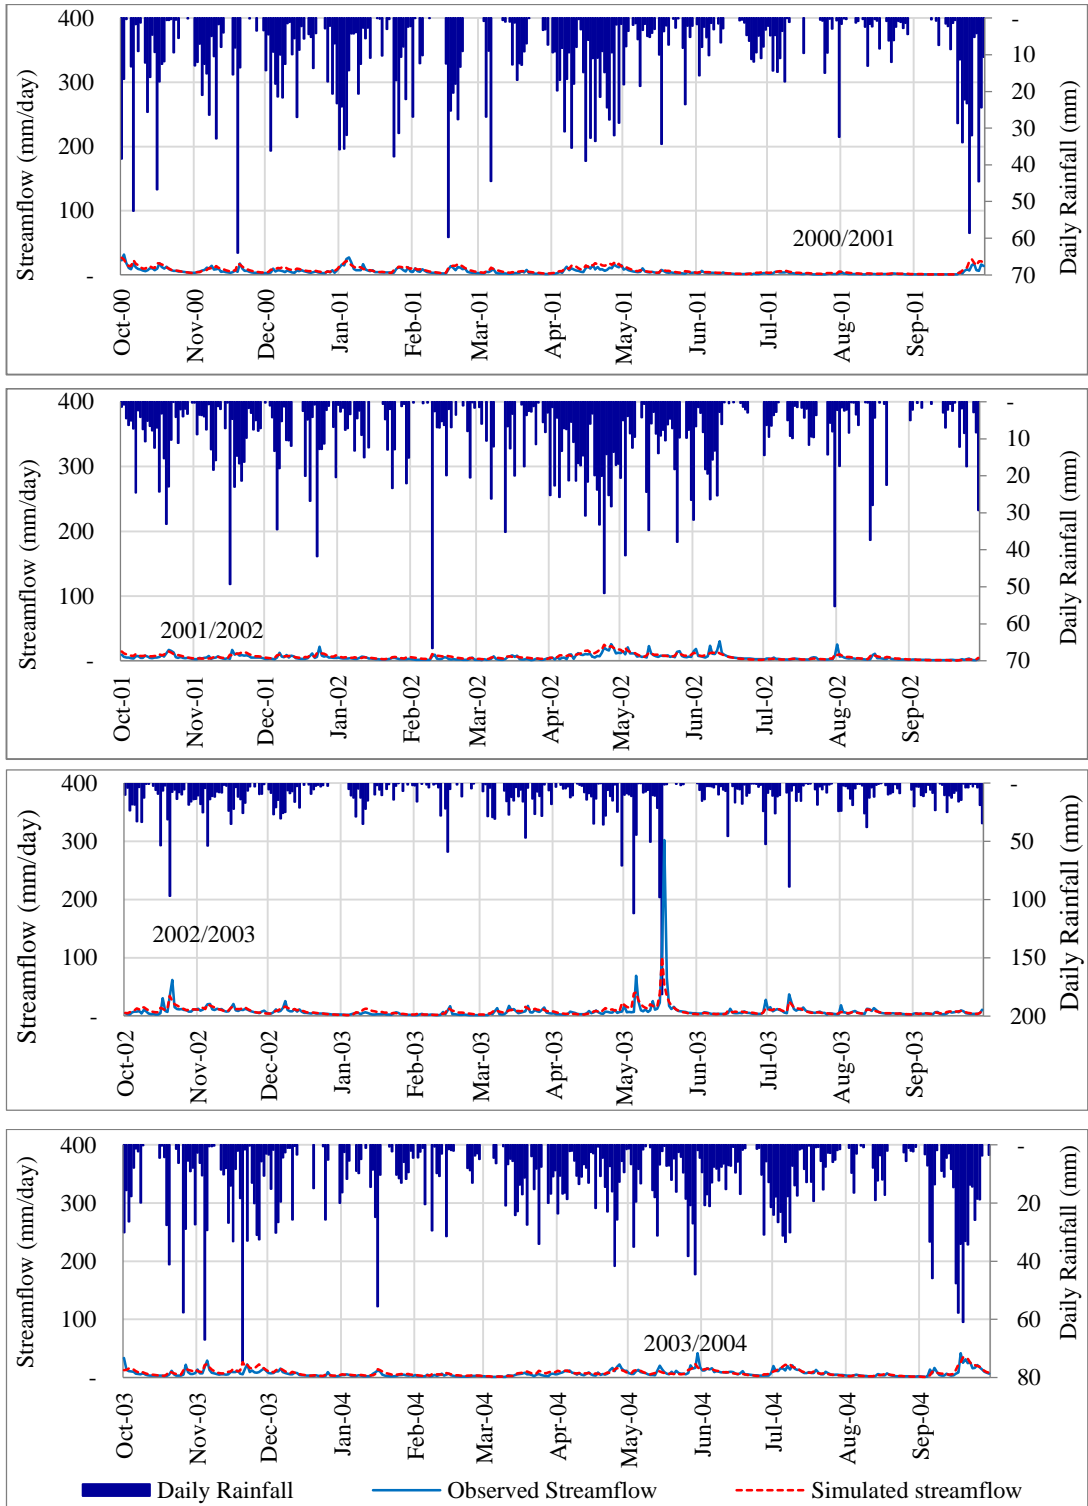 400
300
200
100
-
Streamflow (mm/day)
-
10
20
30
40
50
60
70
Daily Rainfall (mm)
2000/2001
Oct-00
Nov-00
Dec-00
Jan-01
Feb-01
Mar-01
Apr-01
May-01
Jun-01
Jul-01
Aug-01
Sep-01
400
300
200
100
-
Streamflow (mm/day)
-
10
20
30
40
50
60
70
Daily Rainfall (mm)
2001/2002
Oct-01
Nov-01
Dec-01
Jan-02
Feb-02
Mar-02
Apr-02
May-02
Jun-02
Jul-02
Aug-02
Sep-02
400
300
200
100
-
Streamflow (mm/day)
-
50
100
150
200
Daily Rainfall (mm)
2002/2003
Oct-02
Nov-02
Dec-02
Jan-03
Feb-03
Mar-03
Apr-03
May-03
Jun-03
Jul-03
Aug-03
Sep-03
400
300
200
100
-
Streamflow (mm/day)
-
20
40
60
80
Daily Rainfall (mm)
2003/2004
Oct-03
Nov-03
Dec-03
Jan-04
Feb-04
Mar-04
Apr-04
May-04
Jun-04
Jul-04
Aug-04
Sep-04
Daily Rainfall
Observed Streamflow
Simulated streamflow